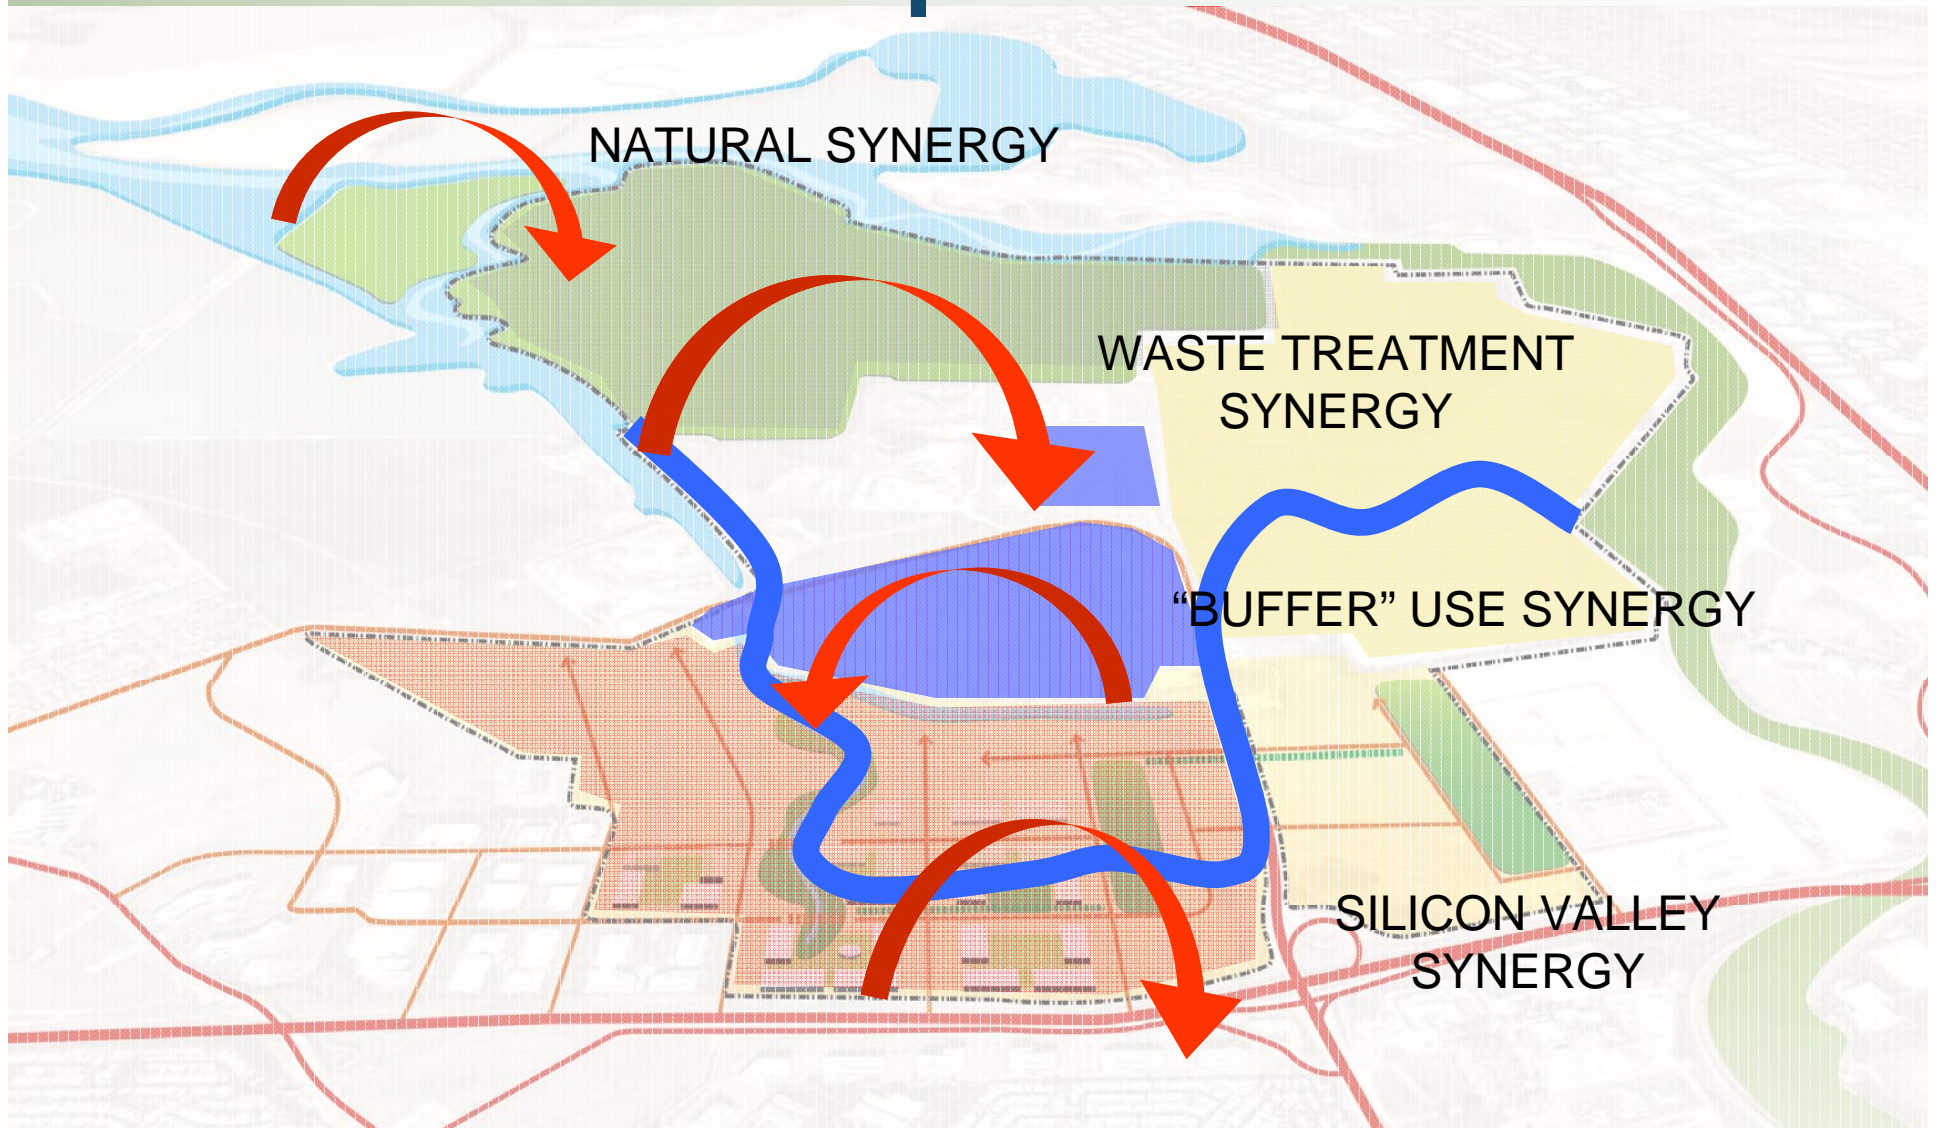 NATURAL SYNERGY
WASTE TREATMENT
SYNERGY
“BUFFER” USE SYNERGY
SILICON VALLEY
SYNERGY